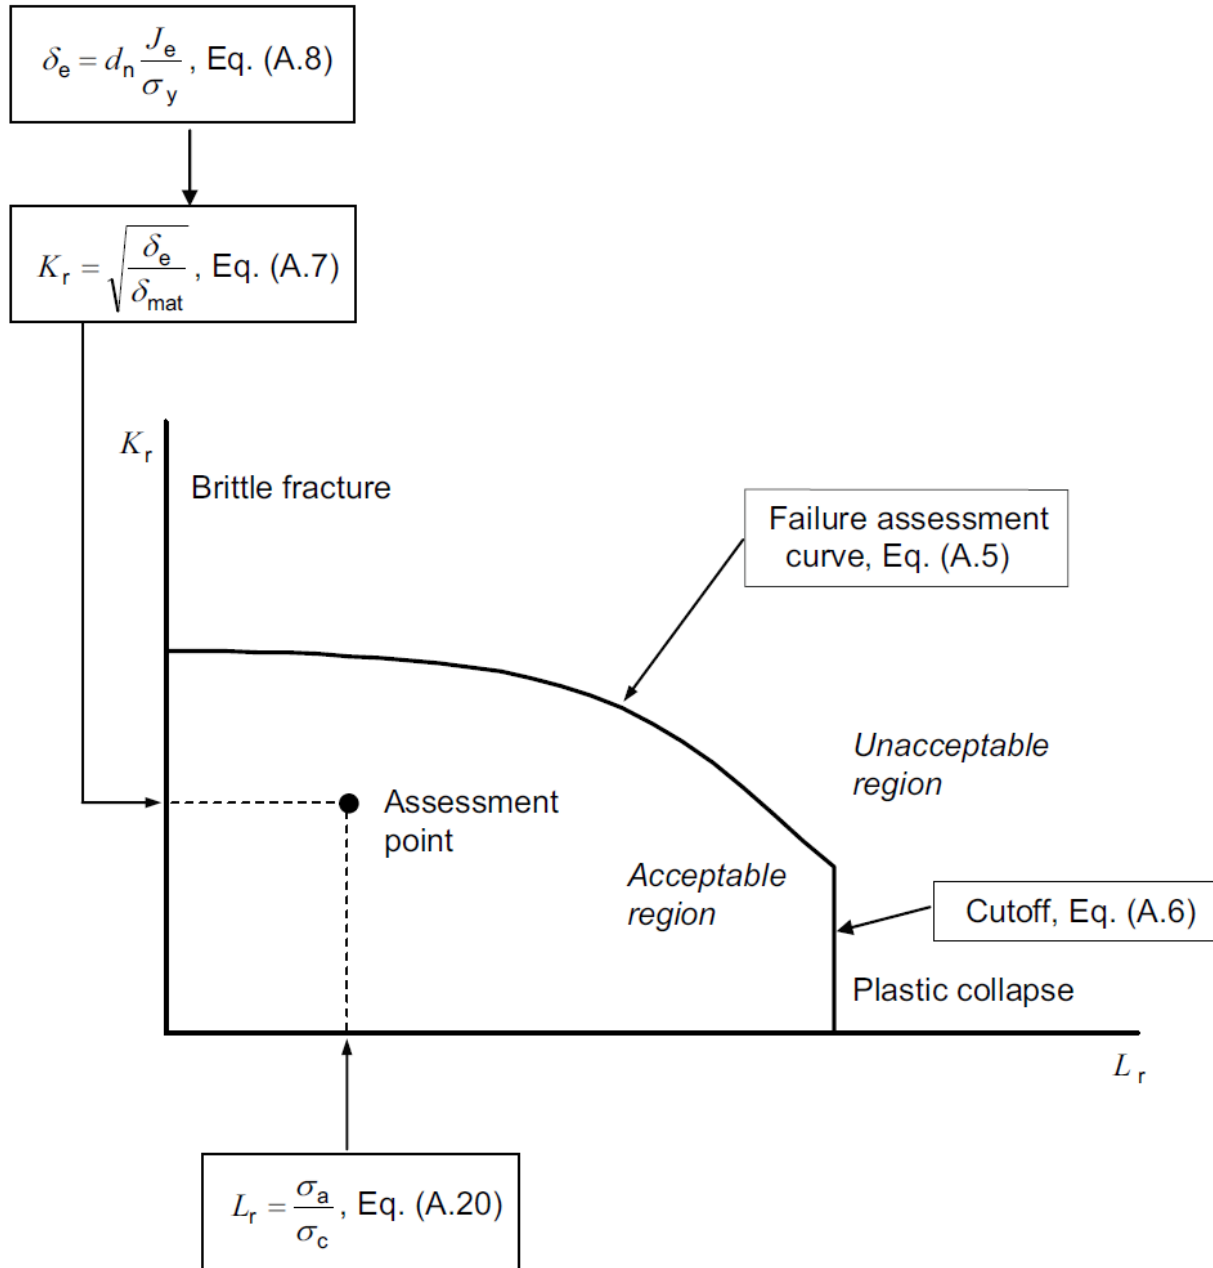 δe = dn Je/σy , Eq. (A.8)
Kr = √(δe/δmat) , Eq. (A.7)
Kr
Brittle fracture
Failure assessment
curve, Eq. (A.5)
Unacceptable
region
Assessment
point
Acceptable
region
Cutoff, Eq. (A.6)
Plastic collapse
Lr
Lr = σa/σc , Eq. (A.20)